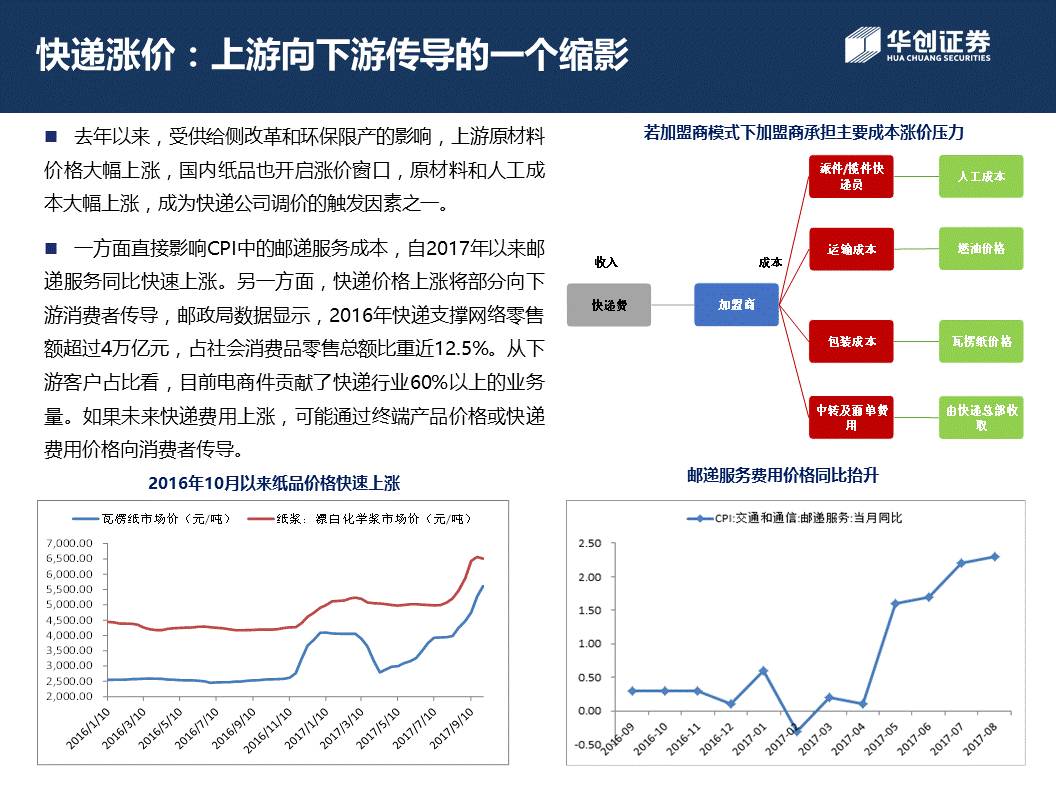 快递涨价：上游向下游传导的一个缩影
华创证券
HUA CHUANG SECURITIES
■ 去年以来，受供给侧改革和环保限产的影响，上游原材料
价格大幅上涨，国内纸品也开启涨价窗口，原材料和人工成
本大幅上涨，成为快递公司调价的触发因素之一。
■ 一方面直接影响CPI中的邮递服务成本，自2017年以来邮
递服务同比快速上涨。另一方面，快递价格上涨将部分向下
游消费者传导，邮政局数据显示，2016年快递支撑网络零售
额超过4万亿元，占社会消费品零售总额比重近12.5%。从下
游客户占比看，目前电商件贡献了快递行业60%以上的业务
量。如果未来快递费用上涨，可能通过终端产品价格或快递
费用价格向消费者传导。
若加盟商模式下加盟商承担主要成本涨价压力
收入
成本
快递费
加盟商
派件/揽件快
递员
人工成本
运输成本
燃油价格
包装成本
瓦楞纸价格
中转及面单费
用
由快递总部收
取
2016年10月以来纸品价格快速上涨
瓦楞纸市场价（元/吨）
纸浆：漂白化学浆市场价（元/吨）
7,000.00
6,500.00
6,000.00
5,500.00
5,000.00
4,500.00
4,000.00
3,500.00
3,000.00
2,500.00
2,000.00
2016/1/10
2016/3/10
2016/5/10
2016/7/10
2016/9/10
2016/11/10
2017/1/10
2017/3/10
2017/5/10
2017/7/10
2017/9/10
邮递服务费用价格同比抬升
CPI:交通和通信:邮递服务:当月同比
2.50
2.00
1.50
1.00
0.50
0.00
-0.50
2016-09
2016-10
2016-11
2016-12
2017-01
2017-02
2017-03
2017-04
2017-05
2017-06
2017-07
2017-08